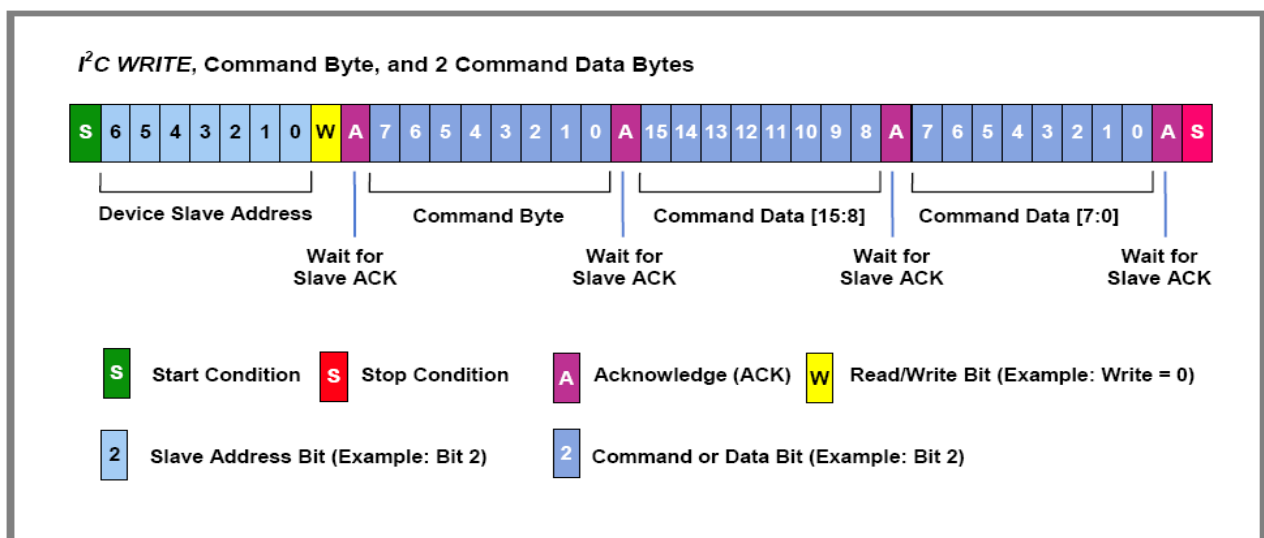 I²C WRITE, Command Byte, and 2 Command Data Bytes
S 6 5 4 3 2 1 0 W A 7 6 5 4 3 2 1 0 A 15 14 13 12 11 10 9 8 A 7 6 5 4 3 2 1 0 A S
Device Slave Address Command Byte Command Data [15:8] Command Data [7:0]
Wait for Wait for Wait for Wait for
Slave ACK Slave ACK Slave ACK Slave ACK
S Start Condition S Stop Condition A Acknowledge (ACK) W Read/Write Bit (Example: Write = 0)
2 Slave Address Bit (Example: Bit 2) 2 Command or Data Bit (Example: Bit 2)